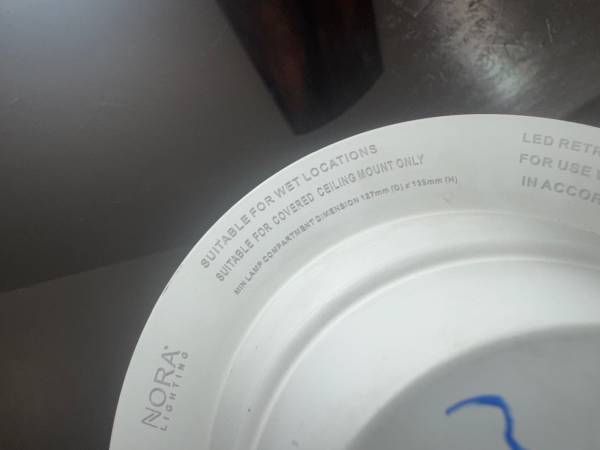 SUITABLE FOR WET LOCATIONS
SUITABLE FOR COVERED CEILING MOUNT ONLY
MIN LAMP COMPARTMENT DIMENSION 127mm (D) x 135mm (H)
LED RETR
FOR USE
IN ACCOR
NORA
LIGHTING